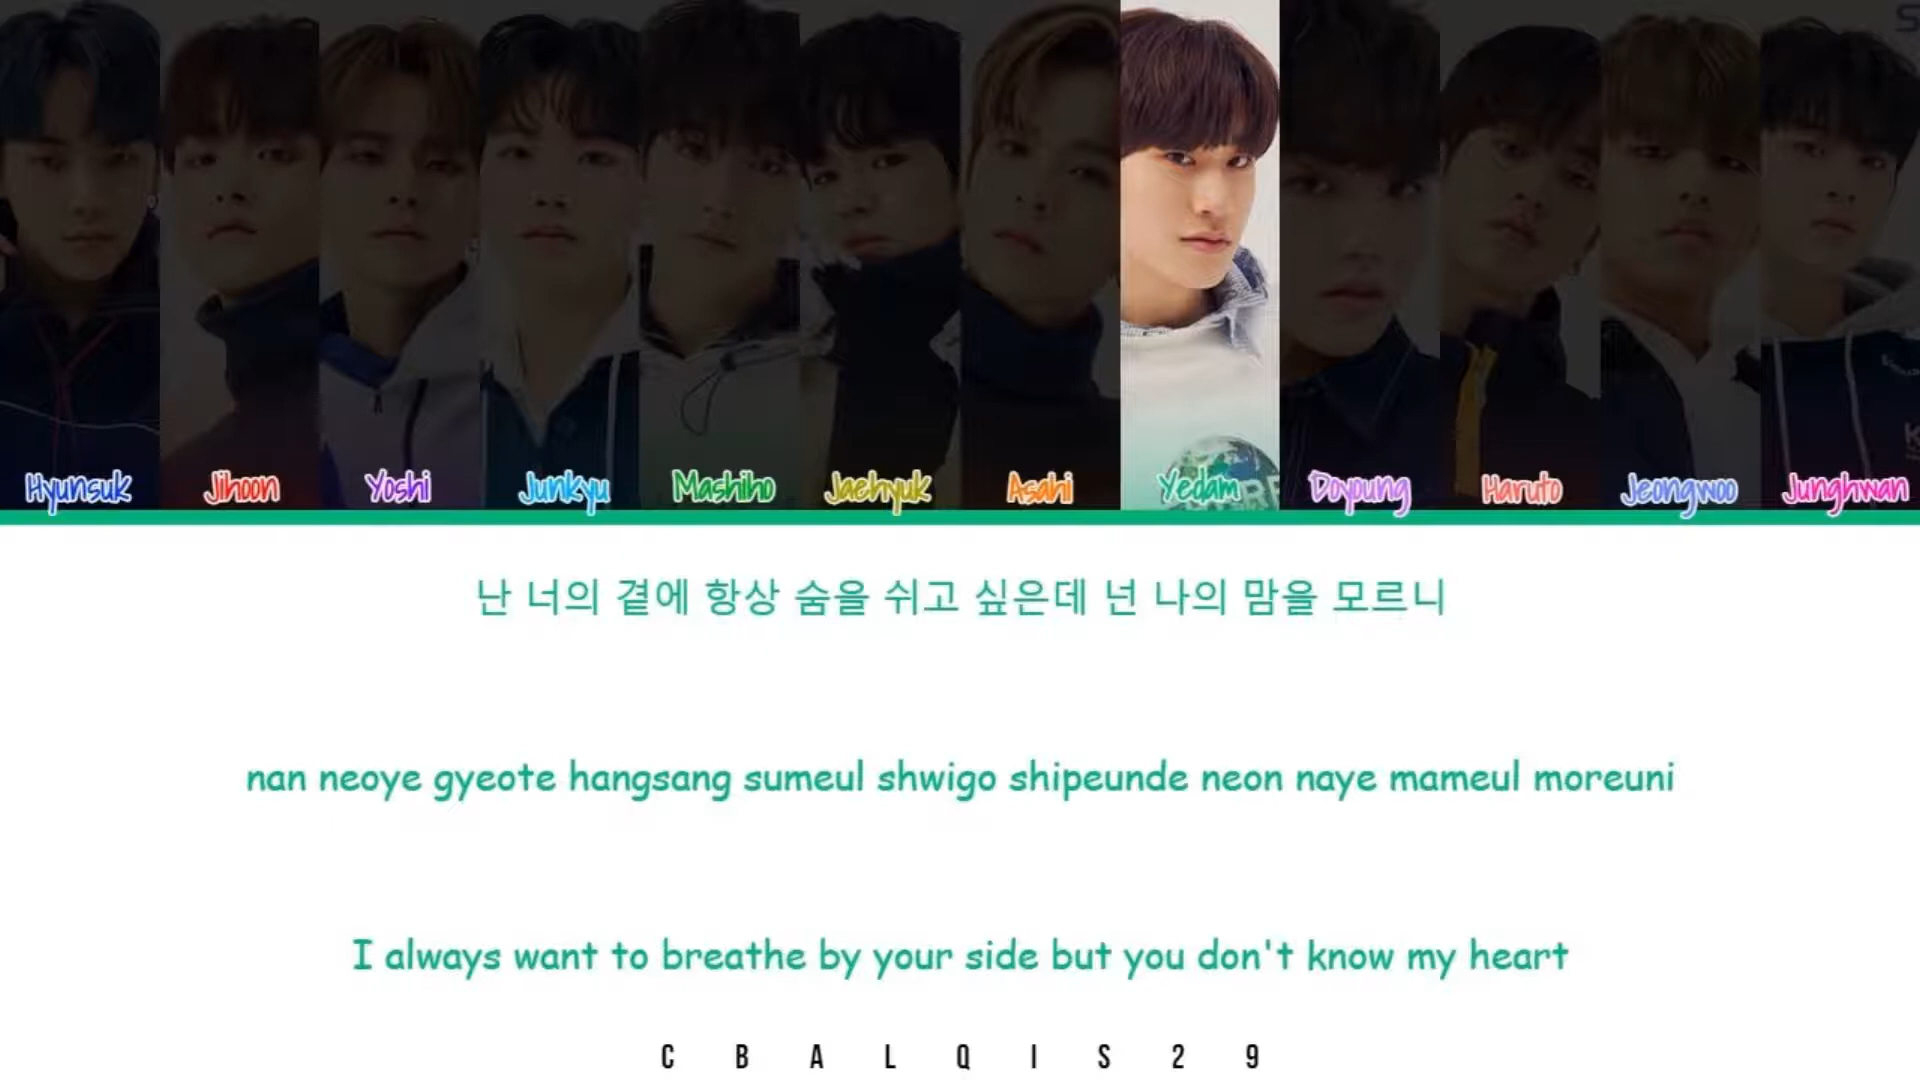 Hyunsuk Jihoon Yoshi Junkyu Mashiho Jaehyuk Asahi Yedam Doyoung Haruto Jeongwoo Junghwan
난 너의 곁에 항상 숨을 쉬고 싶은데 넌 나의 맘을 모르니
nan neoye gyeote hangsang sumeul shwigo shipeunde neon naye mameul moreuni
I always want to breathe by your side but you don't know my heart
CBALQIS29